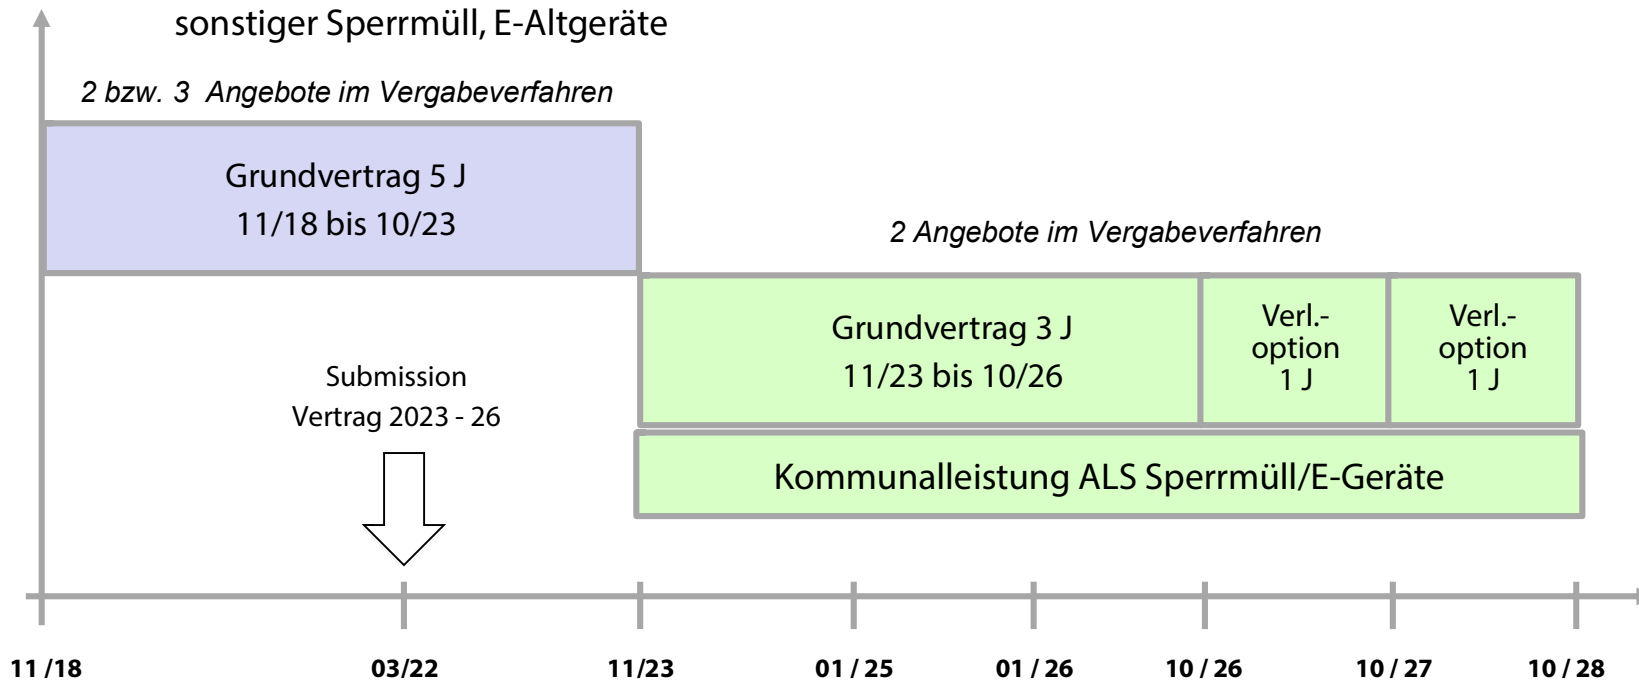 sonstiger Sperrmüll, E-Altgeräte
2 bzw. 3 Angebote im Vergabeverfahren
Grundvertrag 5 J
11/18 bis 10/23
2 Angebote im Vergabeverfahren
Grundvertrag 3 J
11/23 bis 10/26
Verl.-
option
1 J
Verl.-
option
1 J
Submission
Vertrag 2023 - 26
Kommunalleistung ALS Sperrmüll/E-Geräte
11 /18
03/22
11/23
01 / 25
01 / 26
10 / 26
10 / 27
10 / 28